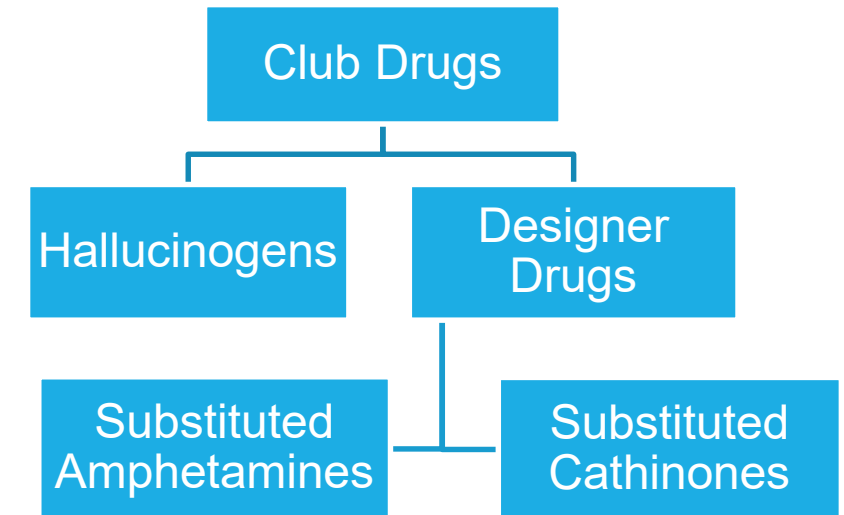 Club Drugs
Hallucinogens
Designer
Drugs
Substituted
Amphetamines
Substituted
Cathinones